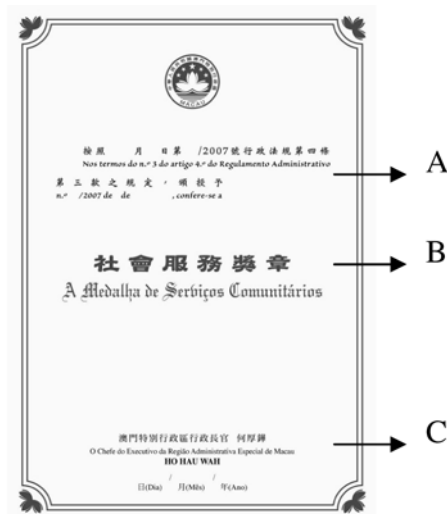 MACAU
按照　月　日第　/2007號行政法規第四條
Nos termos do n.º 3 do artigo 4.º do Regulamento Administrativo
第三款之規定，頒授予
n.º /2007 de de , confere-se a
A
社會服務獎章
A Medalha de Serviços Comunitários
B
澳門特別行政區行政長官 何厚鏵
O Chefe do Executivo da Região Administrativa Especial de Macau
HO HAU WAH
C
/ /
日(Dia) 月(Mês) 年(Ano)